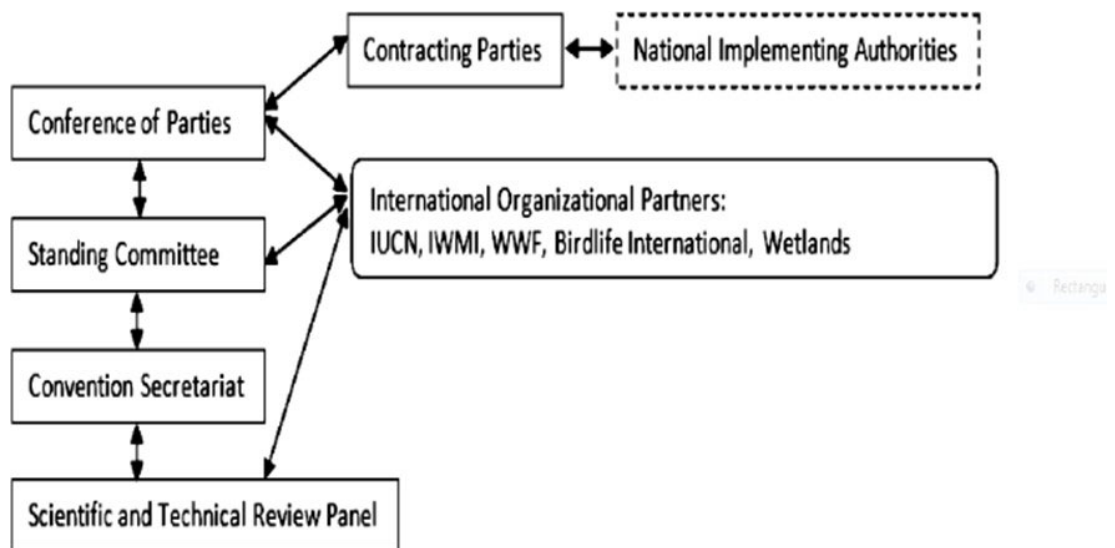 Contracting Parties
National Implementing Authorities
Conference of Parties
International Organizational Partners:
IUCN, IWMI, WWF, Birdlife International, Wetlands
Standing Committee
Convention Secretariat
Scientific and Technical Review Panel